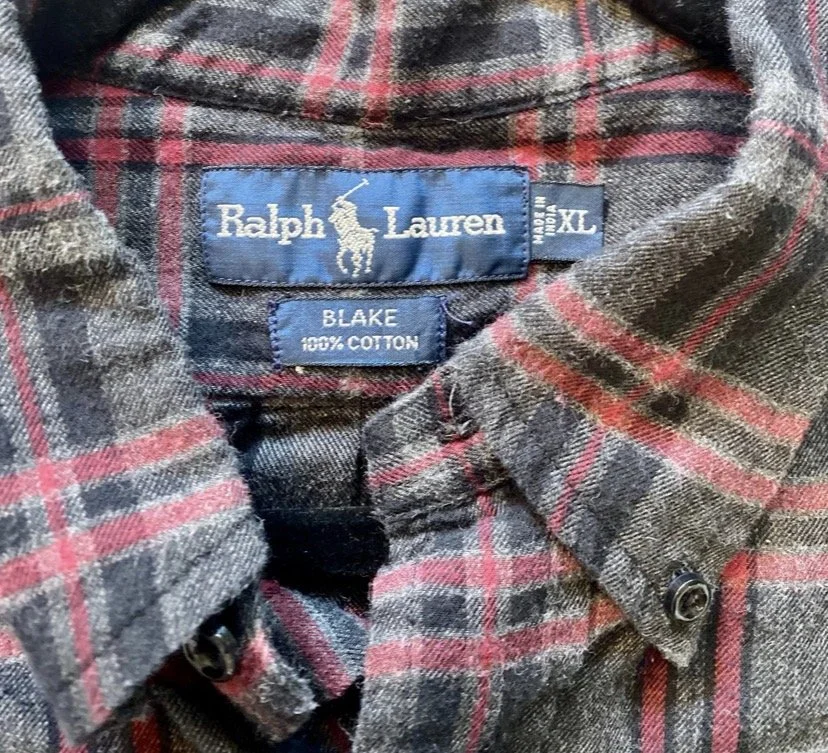 Ralph Lauren
MADE IN
INDIA
XL
BLAKE
100% COTTON